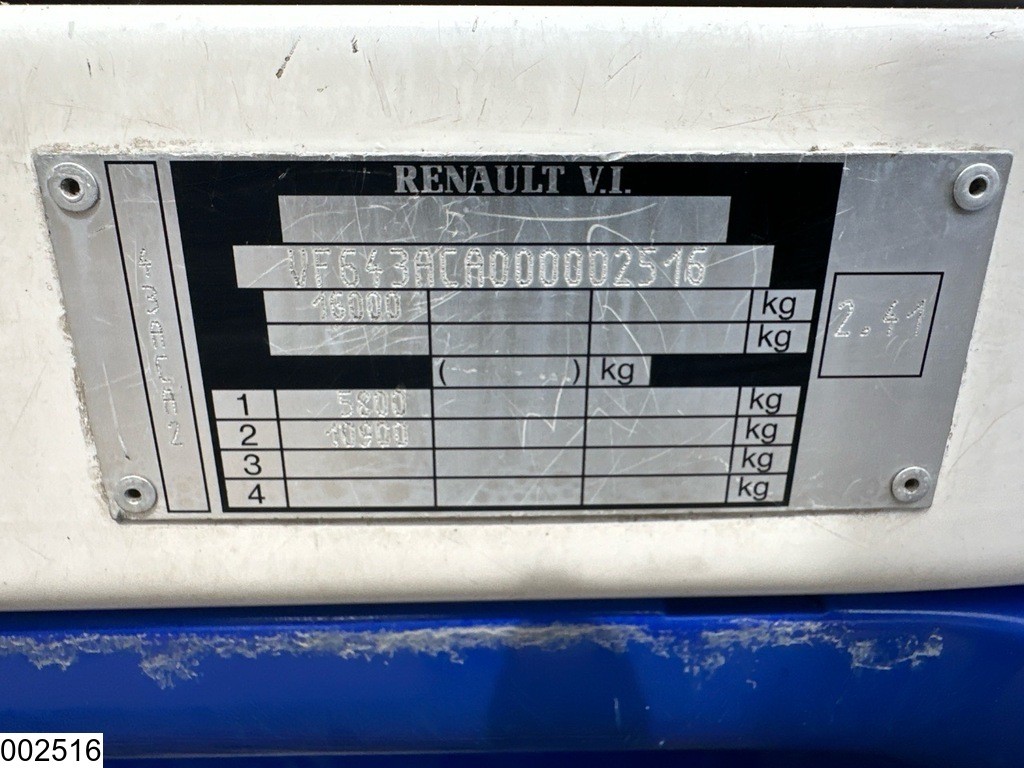 RENAULT V.I.
VF643ACA000002516
16000 kg
kg
( ) kg
1 5800 kg
2 10900 kg
3 kg
4 kg
2.41
002516